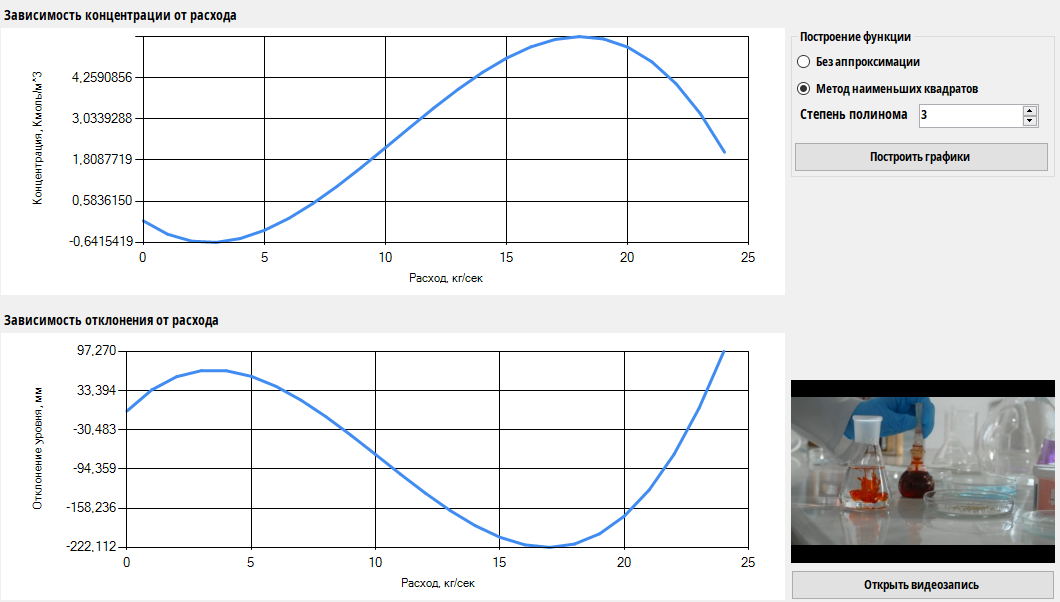 Зависимость концентрации от расхода
Концентрация, Кмоль/м^3
4,2590856
3,0339288
1,8087719
0,5836150
-0,6415419
0 5 10 15 20 25
Расход, кг/сек
Построение функции
Без аппроксимации
Метод наименьших квадратов
Степень полинома 3
Построить графики
Зависимость отклонения от расхода
Отклонение уровня, мм
97,270
33,394
-30,483
-94,359
-158,236
-222,112
0 5 10 15 20 25
Расход, кг/сек
Открыть видеозапись